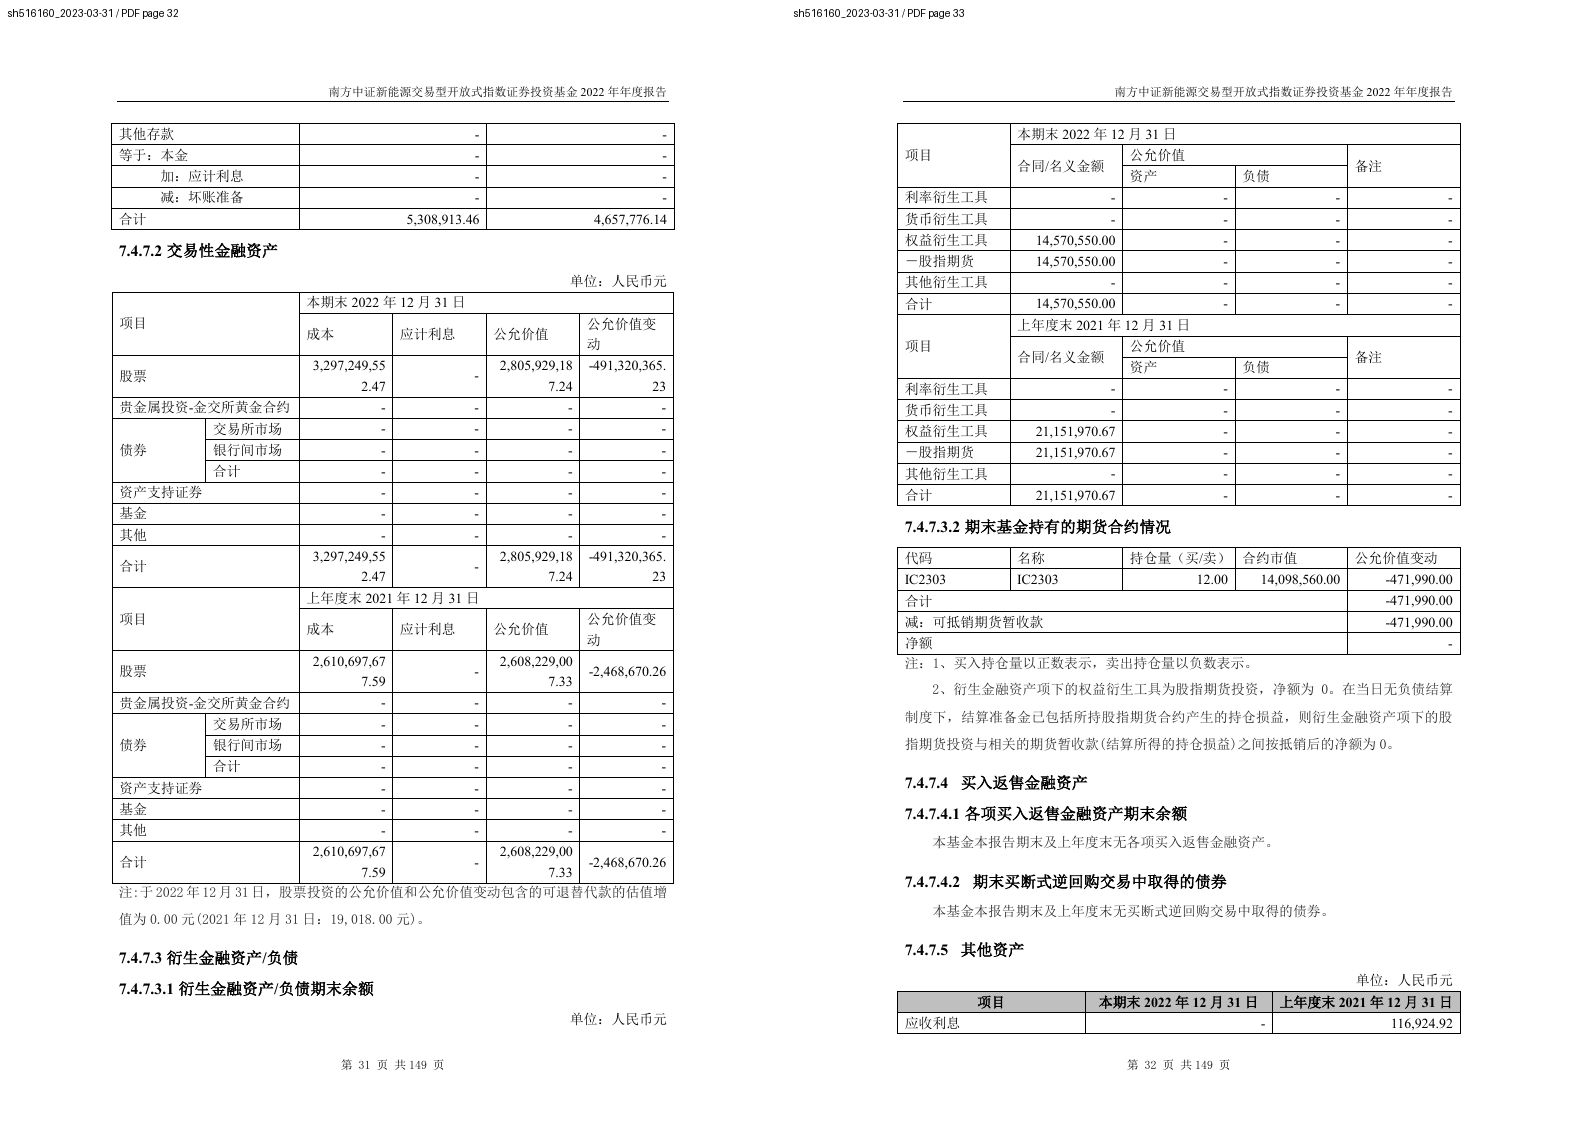 sh516160_2023-03-31 / PDF page 32
南方中证新能源交易型开放式指数证券投资基金 2022 年年度报告
其他存款 - -
等于：本金 - -
加：应计利息 - -
减：坏账准备 - -
合计 5,308,913.46 4,657,776.14
7.4.7.2 交易性金融资产
单位：人民币元
项目 本期末 2022 年 12 月 31 日
成本 应计利息 公允价值 公允价值变动
股票 3,297,249,552.47 - 2,805,929,187.24 -491,320,365.23
贵金属投资-金交所黄金合约 - - - -
债券 交易所市场 - - - -
银行间市场 - - - -
合计 - - - -
资产支持证券 - - - -
基金 - - - -
其他 - - - -
合计 3,297,249,552.47 - 2,805,929,187.24 -491,320,365.23
项目 上年度末 2021 年 12 月 31 日
成本 应计利息 公允价值 公允价值变动
股票 2,610,697,677.59 - 2,608,229,007.33 -2,468,670.26
贵金属投资-金交所黄金合约 - - - -
债券 交易所市场 - - - -
银行间市场 - - - -
合计 - - - -
资产支持证券 - - - -
基金 - - - -
其他 - - - -
合计 2,610,697,677.59 - 2,608,229,007.33 -2,468,670.26
注:于 2022 年 12 月 31 日，股票投资的公允价值和公允价值变动包含的可退替代款的估值增
值为 0.00 元(2021 年 12 月 31 日：19,018.00 元)。
7.4.7.3 衍生金融资产/负债
7.4.7.3.1 衍生金融资产/负债期末余额
单位：人民币元
第 31 页 共 149 页
sh516160_2023-03-31 / PDF page 33
南方中证新能源交易型开放式指数证券投资基金 2022 年年度报告
项目 本期末 2022 年 12 月 31 日
合同/名义金额 公允价值 备注
资产 负债
利率衍生工具 - - - -
货币衍生工具 - - - -
权益衍生工具 14,570,550.00 - - -
－股指期货 14,570,550.00 - - -
其他衍生工具 - - - -
合计 14,570,550.00 - - -
项目 上年度末 2021 年 12 月 31 日
合同/名义金额 公允价值 备注
资产 负债
利率衍生工具 - - - -
货币衍生工具 - - - -
权益衍生工具 21,151,970.67 - - -
－股指期货 21,151,970.67 - - -
其他衍生工具 - - - -
合计 21,151,970.67 - - -
7.4.7.3.2 期末基金持有的期货合约情况
代码 名称 持仓量（买/卖） 合约市值 公允价值变动
IC2303 IC2303 12.00 14,098,560.00 -471,990.00
合计 -471,990.00
减：可抵销期货暂收款 -471,990.00
净额 -
注：1、买入持仓量以正数表示，卖出持仓量以负数表示。
2、衍生金融资产项下的权益衍生工具为股指期货投资，净额为 0。在当日无负债结算
制度下，结算准备金已包括所持股指期货合约产生的持仓损益，则衍生金融资产项下的股
指期货投资与相关的期货暂收款(结算所得的持仓损益)之间按抵销后的净额为 0。
7.4.7.4 买入返售金融资产
7.4.7.4.1 各项买入返售金融资产期末余额
本基金本报告期末及上年度末无各项买入返售金融资产。
7.4.7.4.2 期末买断式逆回购交易中取得的债券
本基金本报告期末及上年度末无买断式逆回购交易中取得的债券。
7.4.7.5 其他资产
单位：人民币元
项目 本期末 2022 年 12 月 31 日 上年度末 2021 年 12 月 31 日
应收利息 - 116,924.92
第 32 页 共 149 页